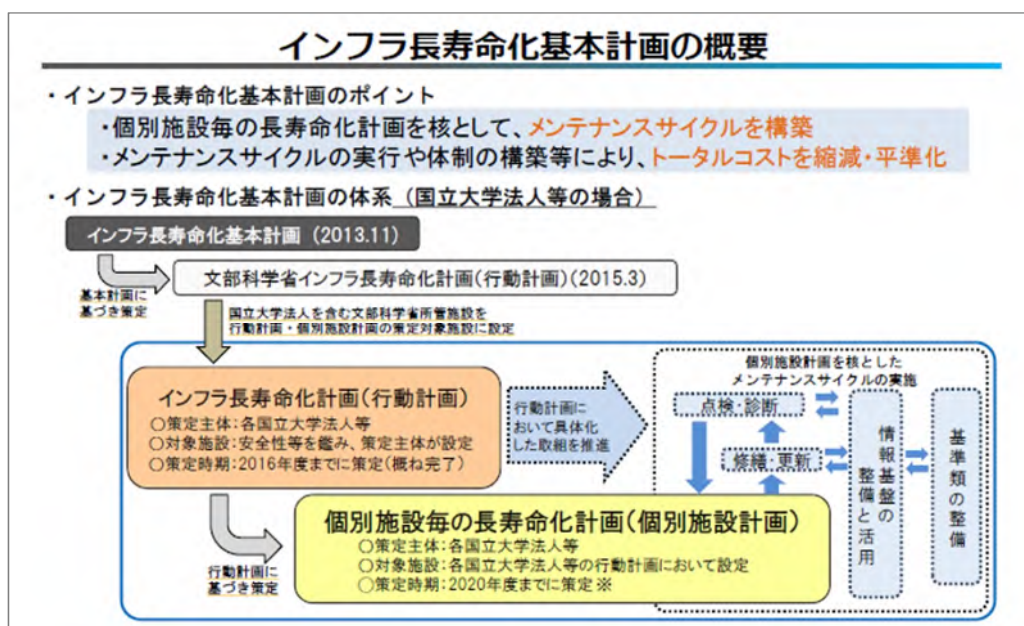 インフラ長寿命化基本計画の概要
・インフラ長寿命化基本計画のポイント
・個別施設毎の長寿命化計画を核として、メンテナンスサイクルを構築
・メンテナンスサイクルの実行や体制の構築等により、トータルコストを縮減・平準化
・インフラ長寿命化基本計画の体系（国立大学法人等の場合）
インフラ長寿命化基本計画（2013.11）
基本計画に
基づき策定
文部科学省インフラ長寿命化計画(行動計画)(2015.3)
国立大学法人を含む文部科学省所管施設を
行動計画・個別施設計画の策定対象施設に設定
インフラ長寿命化計画(行動計画)
○策定主体:各国立大学法人等
○対象施設:安全性等を鑑み、策定主体が設定
○策定時期:2016年度までに策定(概ね完了)
行動計画に
おいて具体化
した取組を推進
個別施設計画を核とした
メンテナンスサイクルの実施
点検・診断
修繕・更新
情報基盤の
整備と活用
基準類の整備
行動計画に
基づき策定
個別施設毎の長寿命化計画(個別施設計画)
○策定主体:各国立大学法人等
○対象施設:各国立大学法人等の行動計画において設定
○策定時期:2020年度までに策定※